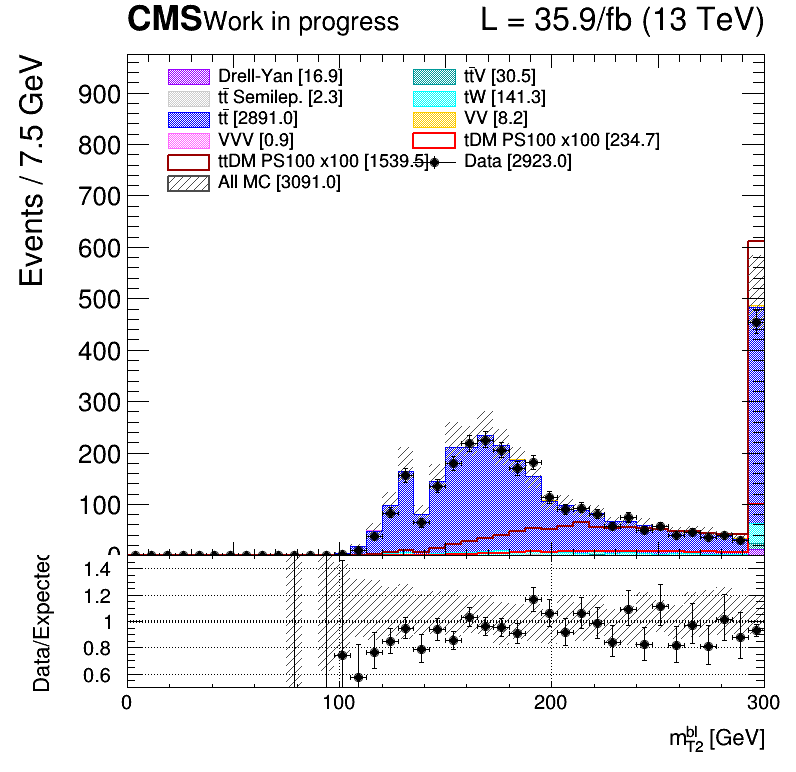 CMS Work in progress L = 35.9/fb (13 TeV)
Events / 7.5 GeV
900
800
700
600
500
400
300
200
100
0
Drell-Yan [16.9]
tt̄V [30.5]
tt̄ Semilep. [2.3]
tW [141.3]
tt̄ [2891.0]
VV [8.2]
VVV [0.9]
tDM PS100 x100 [234.7]
ttDM PS100 x100 [1539.5]
Data [2923.0]
All MC [3091.0]
Data/Expected
1.4
1.2
1
0.8
0.6
0 100 200 300
m_{T2}^{bl} [GeV]